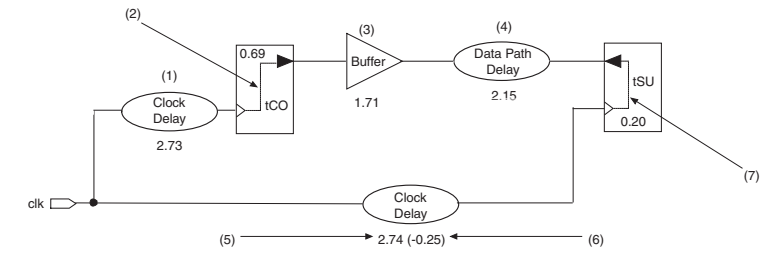 (2)
(3)
(4)
0.69
Buffer
Data Path
Delay
tSU
(1)
Clock
Delay
tCO
1.71
2.15
0.20
2.73
(7)
clk
Clock
Delay
(5)
2.74 (-0.25)
(6)